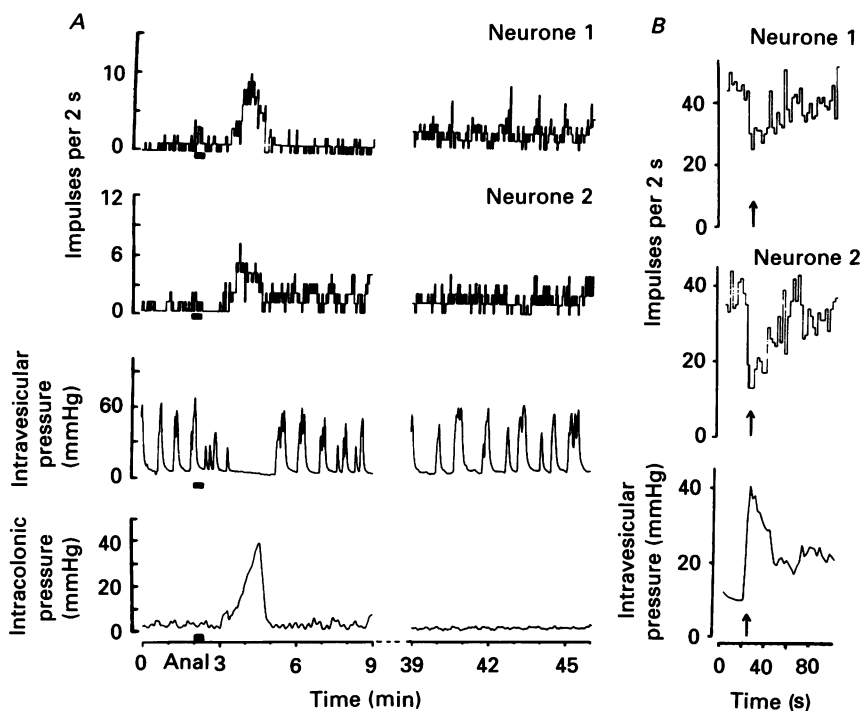 A
Neurone 1
Impulses per 2 s
10
0
Neurone 2
12
6
0
Intravesicular
pressure
(mmHg)
60
0
Intracolonic
pressure
(mmHg)
40
20
0
0 Anal 3 6 9 39 42 45
Time (min)
B
Neurone 1
Impulses per 2 s
40
20
0
Neurone 2
40
20
0
Intravesicular
pressure (mmHg)
40
20
0
0 40 80
Time (s)